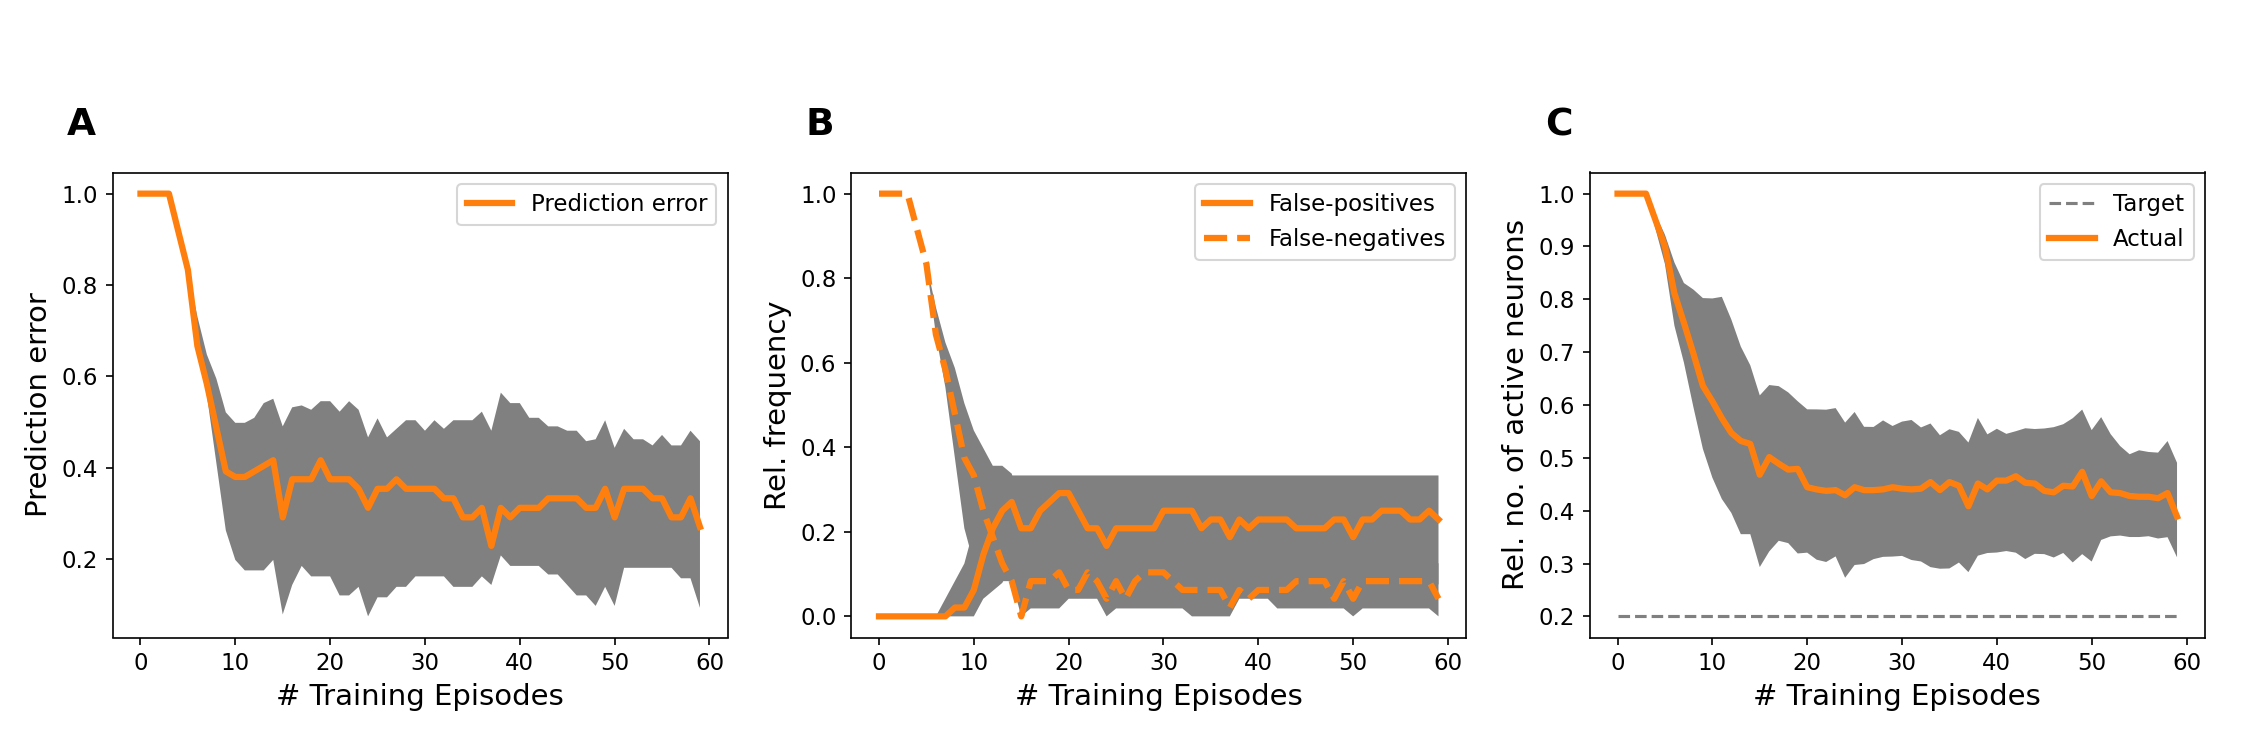 A
B
C
Prediction error
1.0
0.8
0.6
0.4
0.2
0 10 20 30 40 50 60
# Training Episodes
Prediction error
Rel. frequency
1.0
0.8
0.6
0.4
0.2
0.0
0 10 20 30 40 50 60
# Training Episodes
False-positives
False-negatives
Rel. no. of active neurons
1.0
0.9
0.8
0.7
0.6
0.5
0.4
0.3
0.2
0 10 20 30 40 50 60
# Training Episodes
Target
Actual